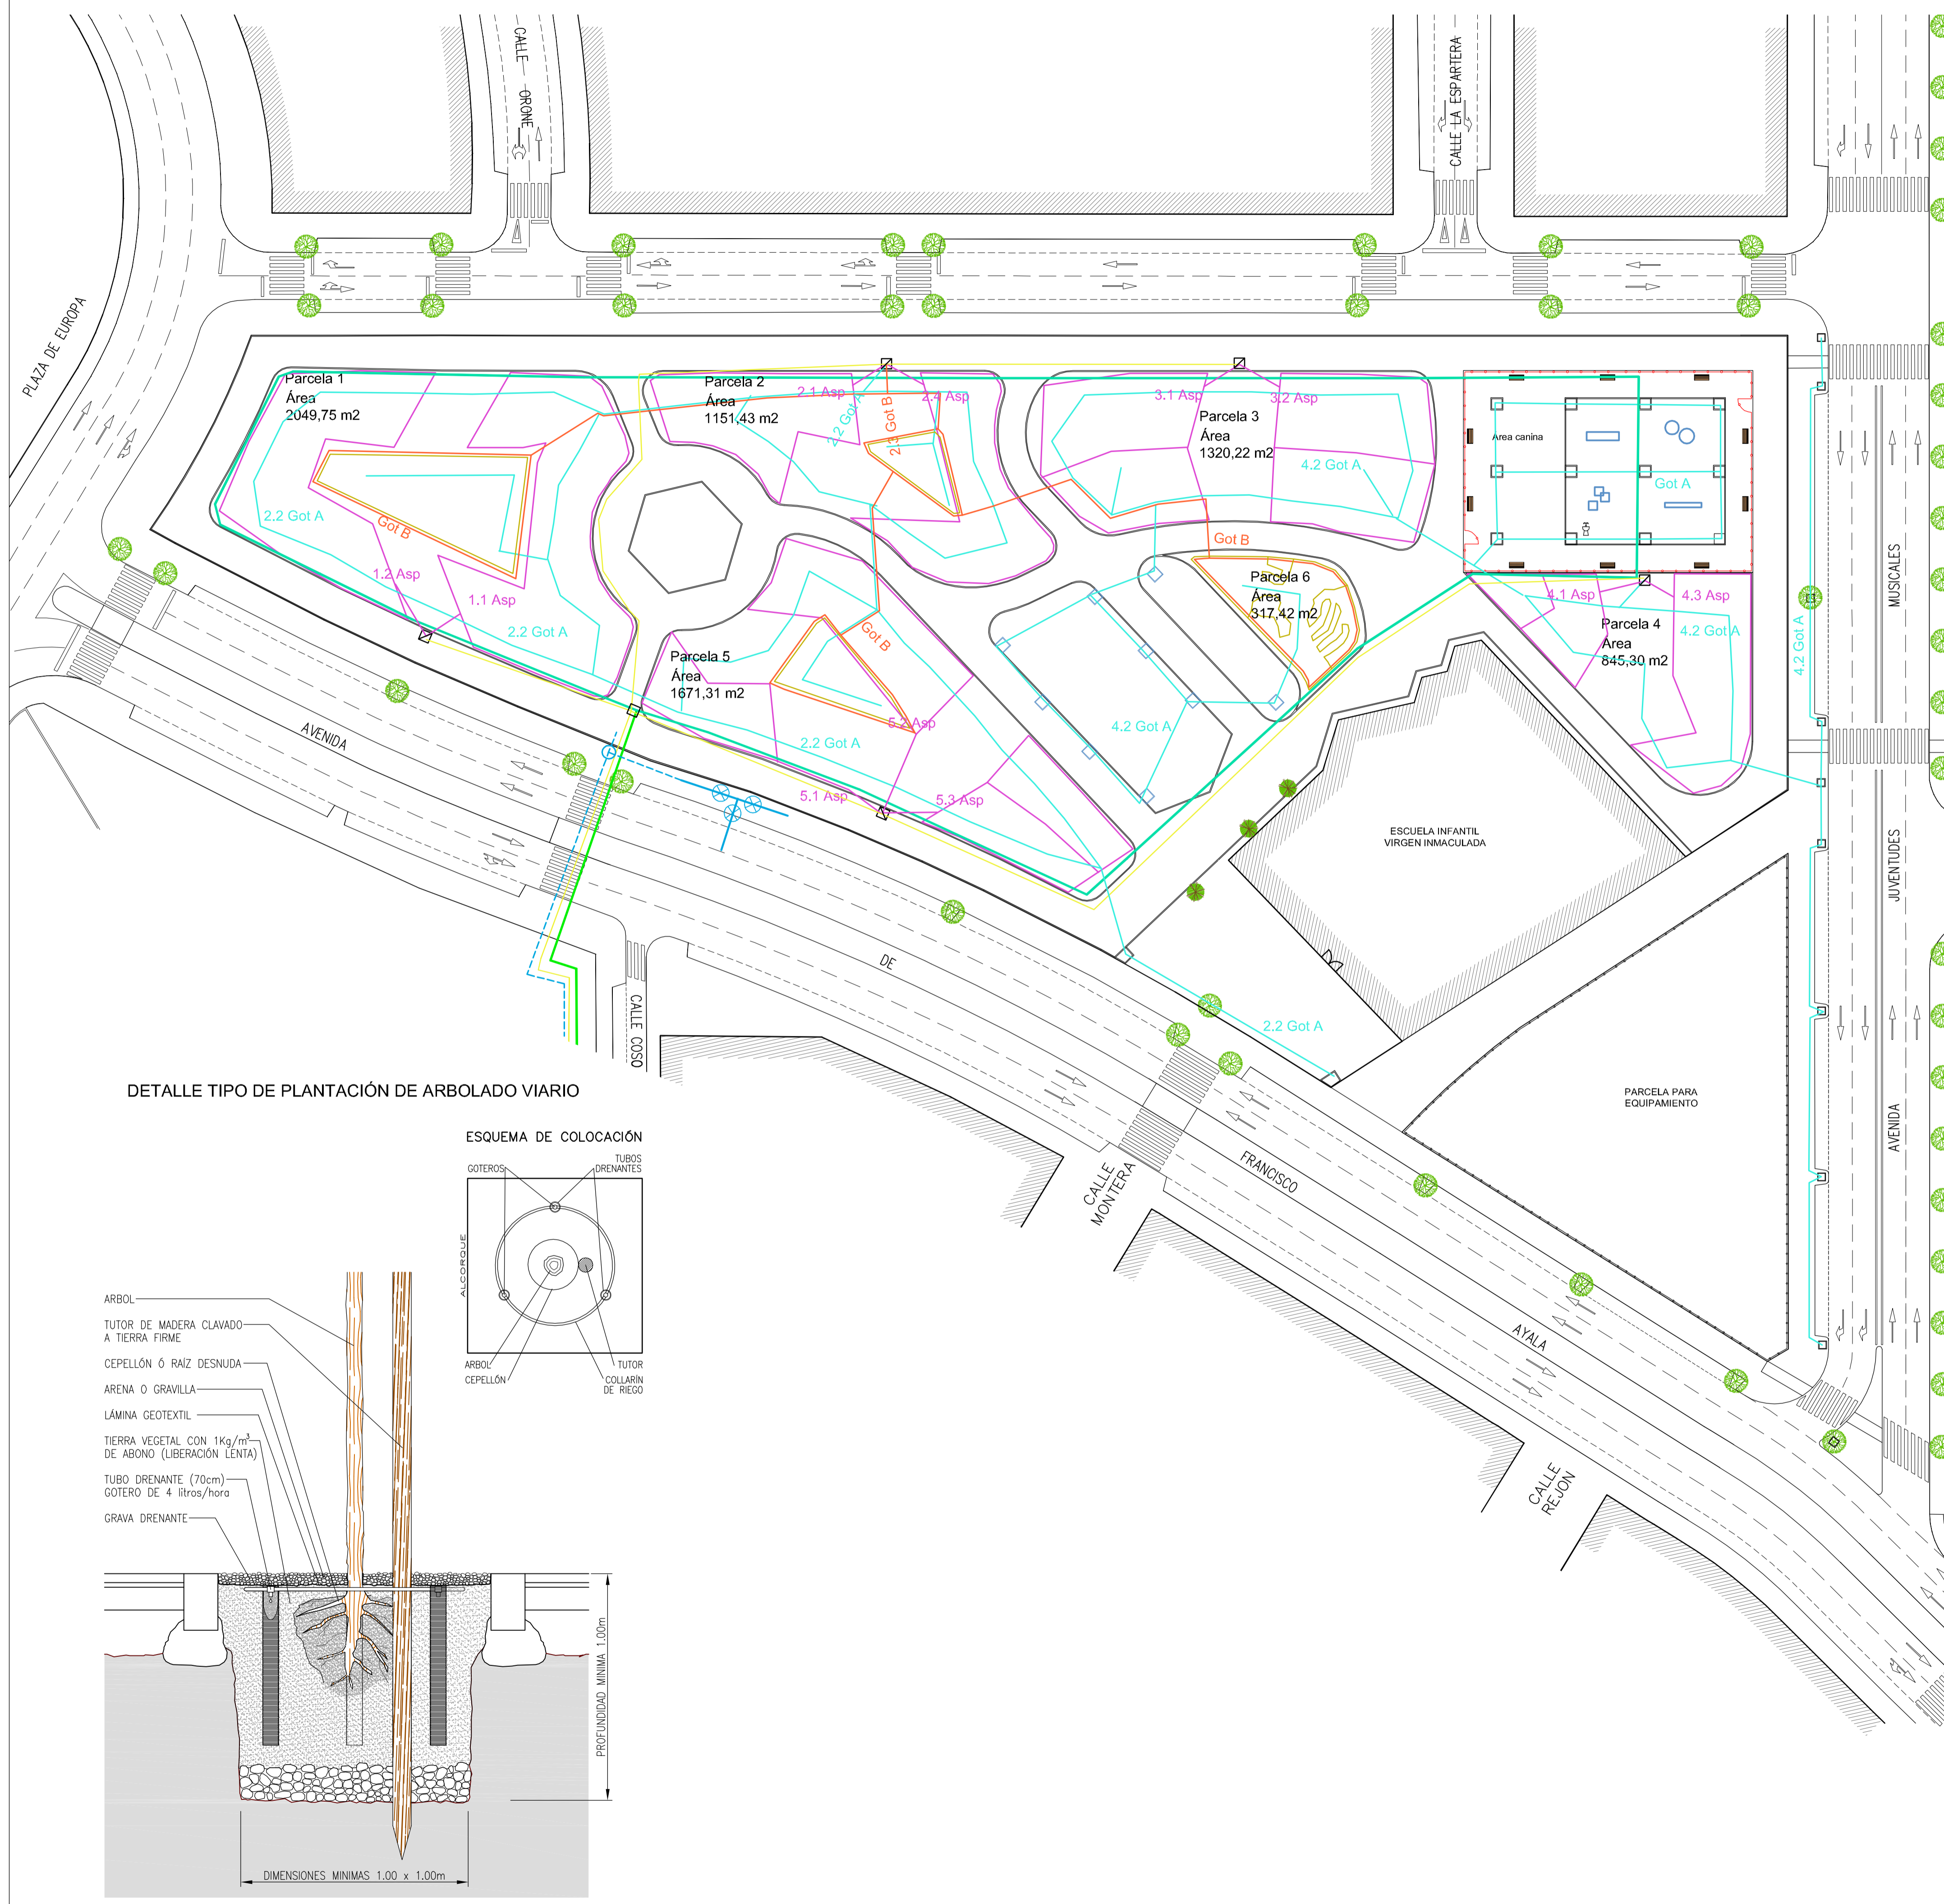 CALLE ORONE
CALLE LA ESPARTERA
PLAZA DE EUROPA
Parcela 1
Área
2049,75 m2
Parcela 2
Área
1151,43 m2
2.1 Asp
2.2 Got A
2.3 Got B
2.4 Asp
3.1 Asp
3.2 Asp
Parcela 3
Área
1320,22 m2
4.2 Got A
Area canina
Got A
2.2 Got A
Got B
1.2 Asp
1.1 Asp
2.2 Got A
Got B
Parcela 6
Área
317,42 m2
4.1 Asp
4.3 Asp
Parcela 4
Área
845,30 m2
4.2 Got A
4.2 Got A
MUSICALES
Got B
Parcela 5
Área
1671,31 m2
5.2 Asp
2.2 Got A
4.2 Got A
5.1 Asp
5.3 Asp
AVENIDA
ESCUELA INFANTIL
VIRGEN INMACULADA
JUVENTUDES
DE
CALLE COSO
2.2 Got A
PARCELA PARA
EQUIPAMIENTO
AVENIDA
CALLE
MONTERA
FRANCISCO
AYALA
CALLE
REJON
DETALLE TIPO DE PLANTACIÓN DE ARBOLADO VIARIO
ESQUEMA DE COLOCACIÓN
GOTEROS
TUBOS
DRENANTES
ALCORQUE
ARBOL
CEPELLÓN
TUTOR
COLLARÍN
DE RIEGO
ARBOL
TUTOR DE MADERA CLAVADO
A TIERRA FIRME
CEPELLÓN Ó RAÍZ DESNUDA
ARENA O GRAVILLA
LÁMINA GEOTEXTIL
TIERRA VEGETAL CON 1Kg/m³
DE ABONO (LIBERACIÓN LENTA)
TUBO DRENANTE (70cm)
GOTERO DE 4 litros/hora
GRAVA DRENANTE
PROFUNDIDAD MINIMA 1.00m
DIMENSIONES MINIMAS 1.00 x 1.00m